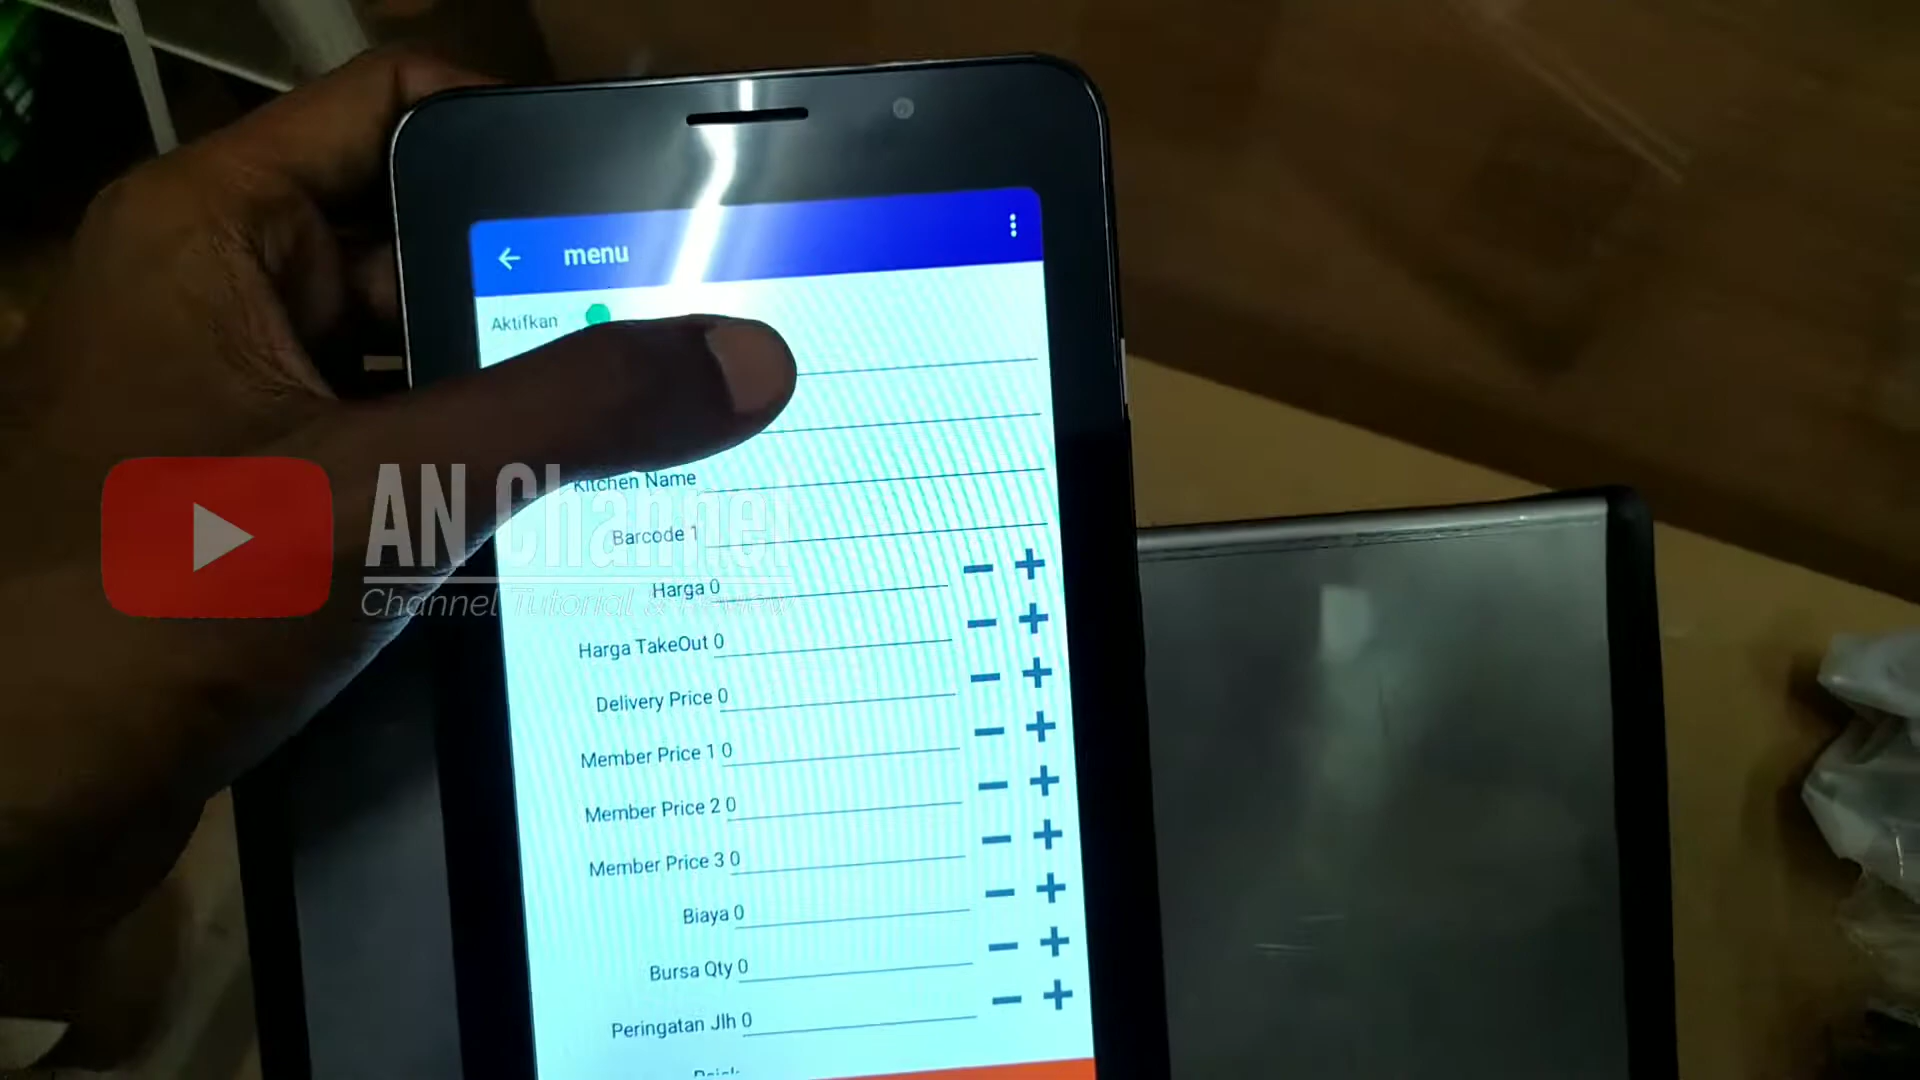 menu
Aktifkan
Kitchen Name
Barcode 1
Harga 0
Harga TakeOut 0
Delivery Price 0
Member Price 1 0
Member Price 2 0
Member Price 3 0
Biaya 0
Bursa Qty 0
Peringatan Jlh 0
AN Channel
Channel Tutorial & Review